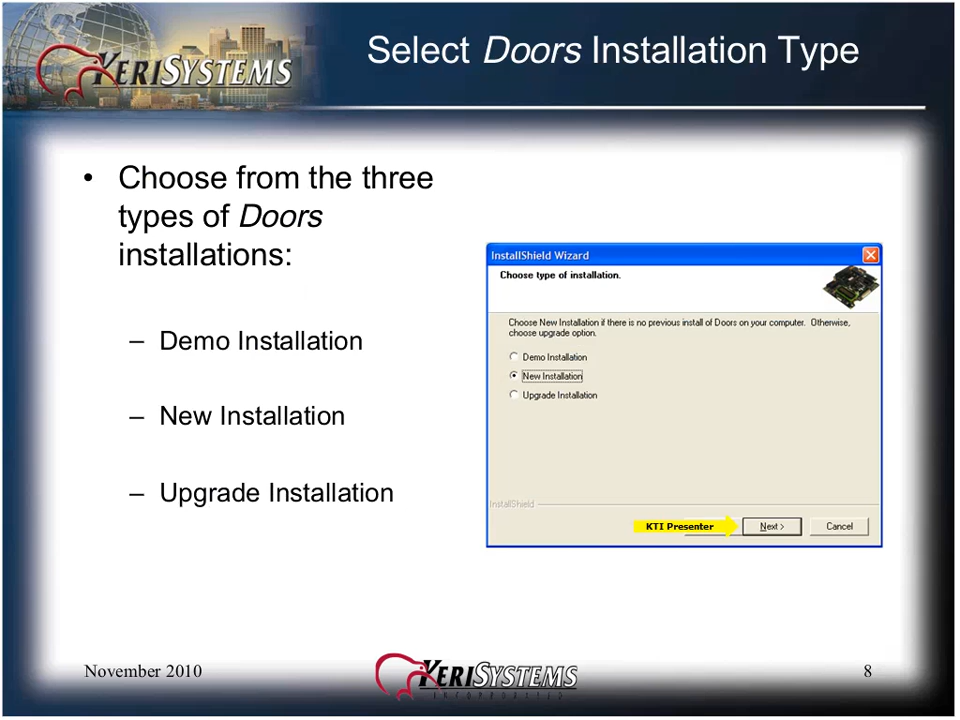 KERISYSTEMS
Select Doors Installation Type
• Choose from the three
types of Doors
installations:
– Demo Installation
– New Installation
– Upgrade Installation
InstallShield Wizard
Choose type of installation.
Choose New Installation if there is no previous install of Doors on your computer. Otherwise,
choose upgrade option.
Demo Installation
New Installation
Upgrade Installation
InstallShield
KTI Presenter
Next >
Cancel
November 2010
KERISYSTEMS
INCORPORATED
8